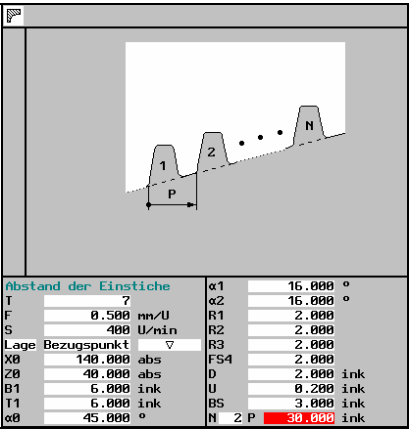 1
2
N
P
Abstand der Einstiche
T 7
F 0.500 mm/U
S 400 U/min
Lage Bezugspunkt ▽
X0 140.000 abs
Z0 40.000 abs
B1 6.000 ink
T1 6.000 ink
α0 45.000 °
α1 16.000 °
α2 16.000 °
R1 2.000
R2 2.000
R3 2.000
FS4 2.000
D 2.000 ink
U 0.200 ink
BS 3.000 ink
N 2 P 30.000 ink